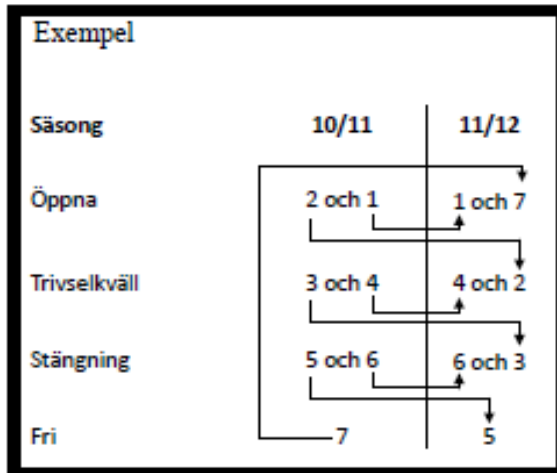 Exempel
Säsong 10/11 11/12
Öppna 2 och 1 1 och 7
Trivselkväll 3 och 4 4 och 2
Stängning 5 och 6 6 och 3
Fri 7 5